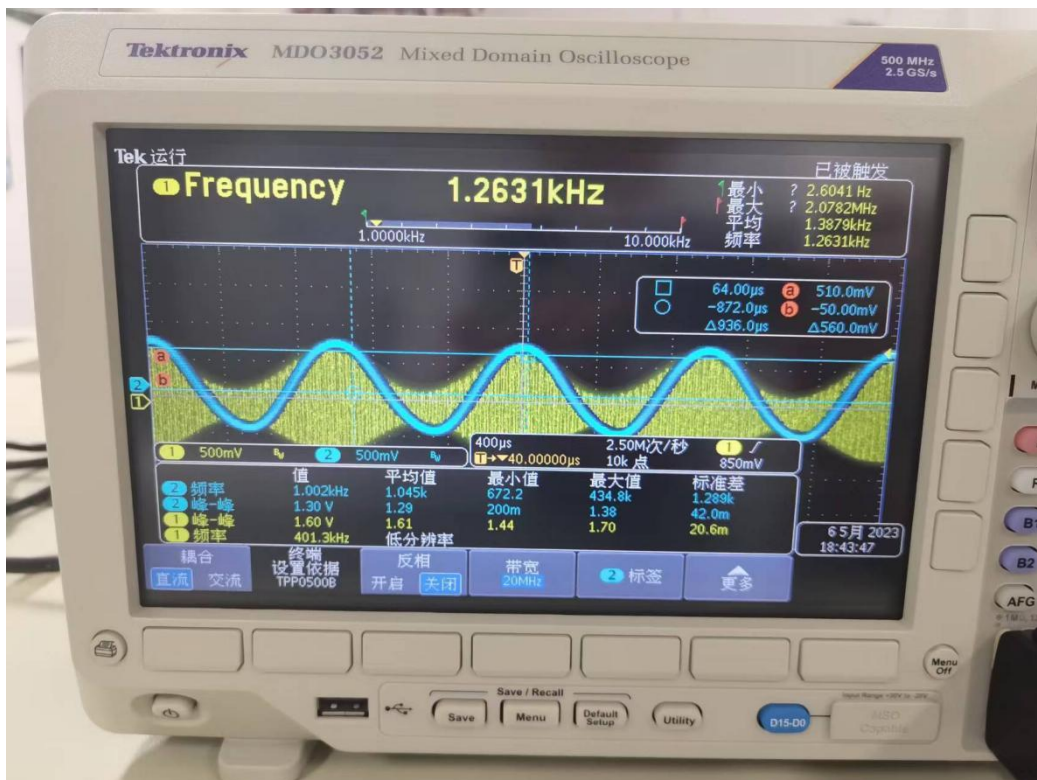 Tektronix MDO3052 Mixed Domain Oscilloscope
500 MHz
2.5 GS/s
Tek 运行
已被触发
1 Frequency 1.2631kHz
最小 ? 2.6041 Hz
最大 ? 2.0782MHz
平均 1.3879kHz
频率 1.2631kHz
1.0000kHz 10.000kHz
T
64.00μs a 510.0mV
-872.0μs b -50.00mV
Δ936.0μs Δ560.0mV
a
b
2
1
1 500mV 2 500mV
400μs 2.50M次/秒 1
T→▼40.00000μs 10k 点 850mV
值 平均值 最小值 最大值 标准差
2 频率 1.002kHz 1.045k 672.2 434.8k 1.289k
2 峰-峰 1.30 V 1.29 200m 1.38 42.0m
1 峰-峰 1.60 V 1.61 1.44 1.70 20.6m
1 频率 401.3kHz 低分辨率
6 5月 2023
18:43:47
耦合
直流 交流
终端
设置依据
TPP0500B
反相
开启 关闭
带宽
20MHz
2 标签
更多
B1
B2
AFG
Menu
Off
Save / Recall
Save
Menu
Default
Setup
Utility
D15-D0
MSO
Capable